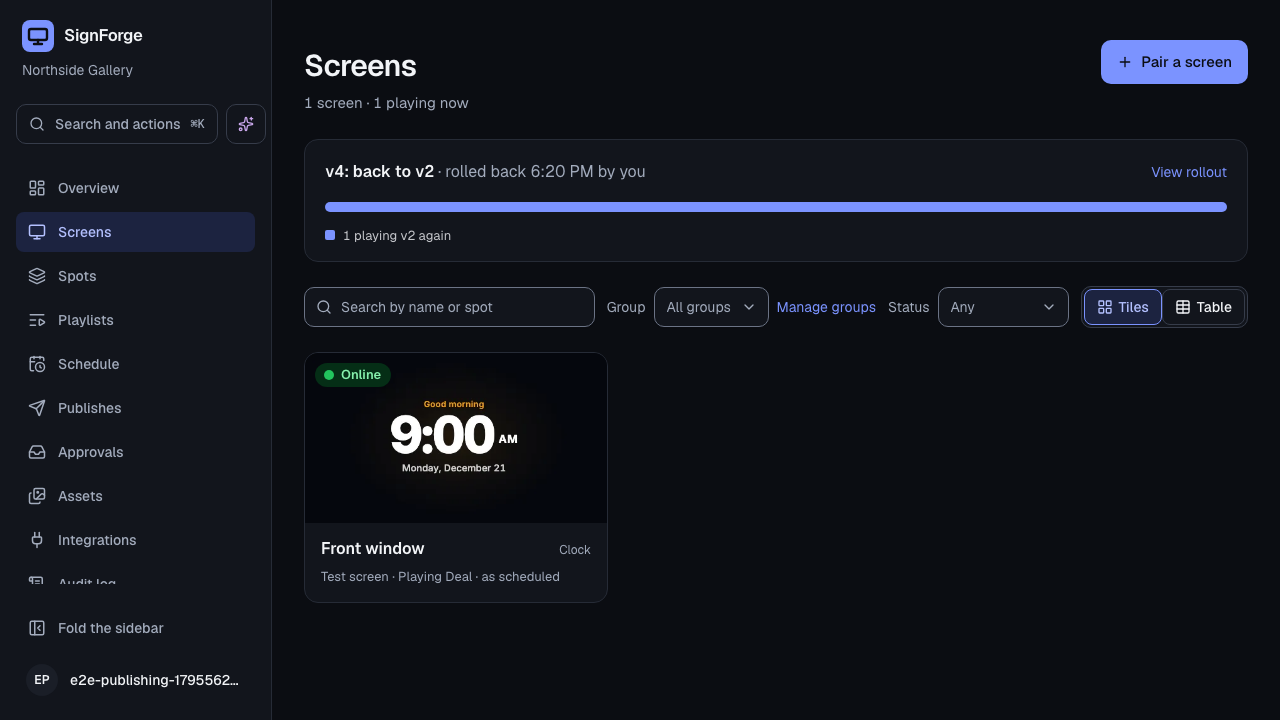 SignForge
Northside Gallery
Search and actions ⌘K
Overview
Screens
Spots
Playlists
Schedule
Publishes
Approvals
Assets
Integrations
Audit log
Fold the sidebar
EP e2e-publishing-1795562...
Screens
1 screen · 1 playing now
Pair a screen
v4: back to v2 · rolled back 6:20 PM by you
View rollout
1 playing v2 again
Search by name or spot
Group All groups Manage groups Status Any Tiles Table
Online
Good morning
9:00 AM
Monday, December 21
Front window Clock
Test screen · Playing Deal · as scheduled